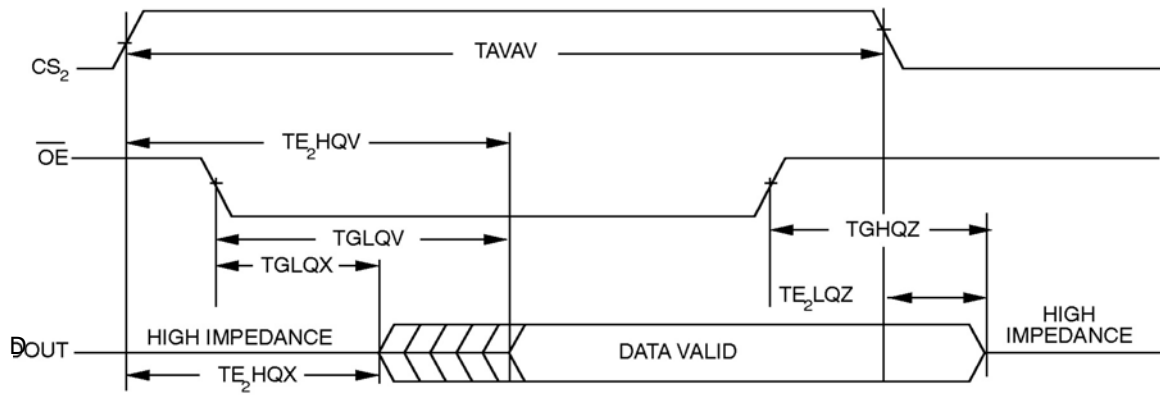 TAVAV
CS₂
TE₂HQV
OE
TGLQV
TGHQZ
TGLQX
TE₂LQZ
HIGH IMPEDANCE
DATA VALID
HIGH
IMPEDANCE
DOUT
TE₂HQX